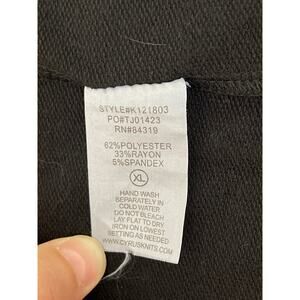 STYLE#K121803
PO#TJ01423
RN#84319
62%POLYESTER
33%RAYON
5%SPANDEX
XL
HAND WASH
SEPARATELY IN
COLD WATER
DO NOT BLEACH
LAY FLAT TO DRY
IRON ON LOWEST
SETTING AS NEEDED
WWW.CYRUSKNITS.COM